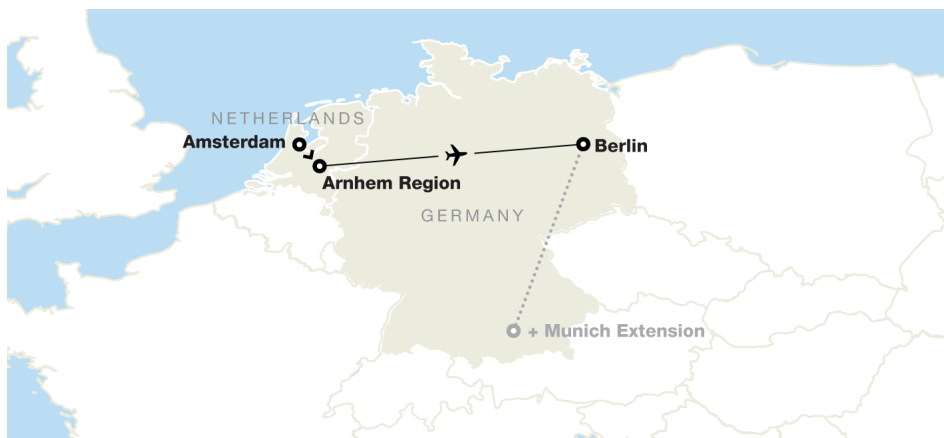 NETHERLANDS
Amsterdam
Berlin
Arnhem Region
GERMANY
+ Munich Extension